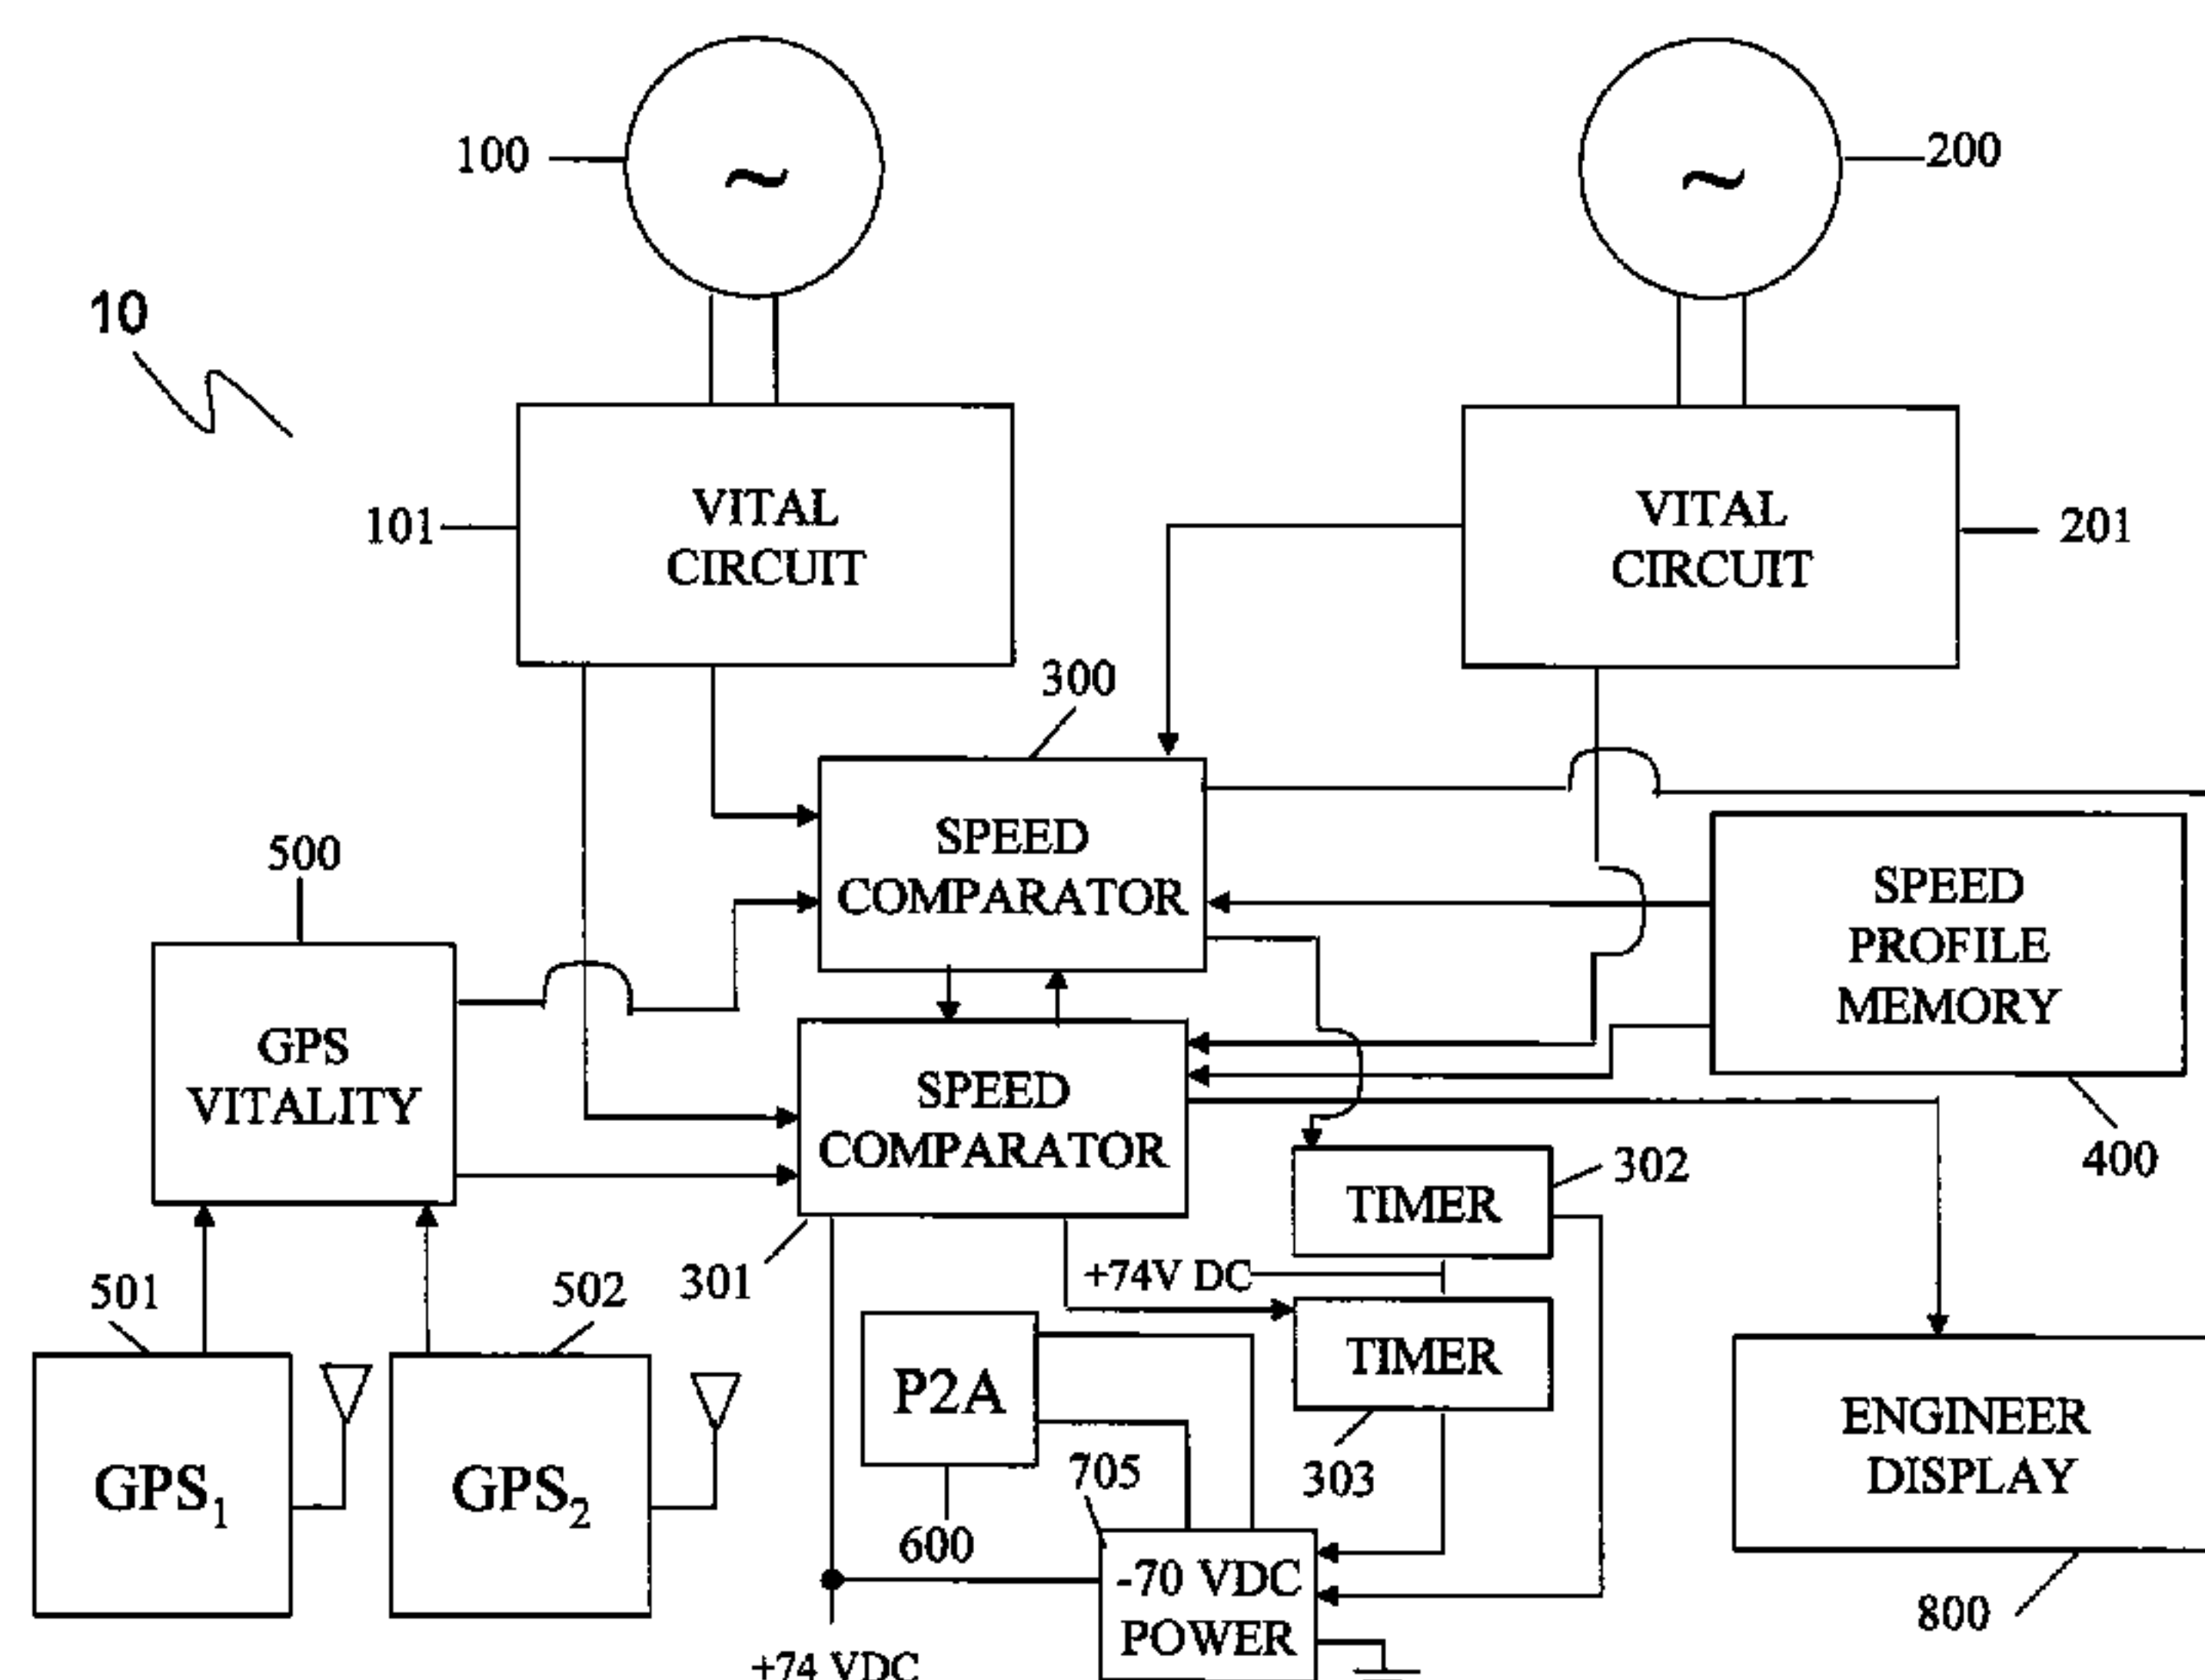 100
~
~
200
10
101
VITAL
CIRCUIT
VITAL
CIRCUIT
201
300
500
SPEED
COMPARATOR
SPEED
PROFILE
MEMORY
GPS
VITALITY
SPEED
COMPARATOR
400
302
TIMER
301
+74V DC
501
502
TIMER
P2A
303
705
ENGINEER
DISPLAY
GPS1
GPS2
600
-70 VDC
POWER
800
+74 VDC